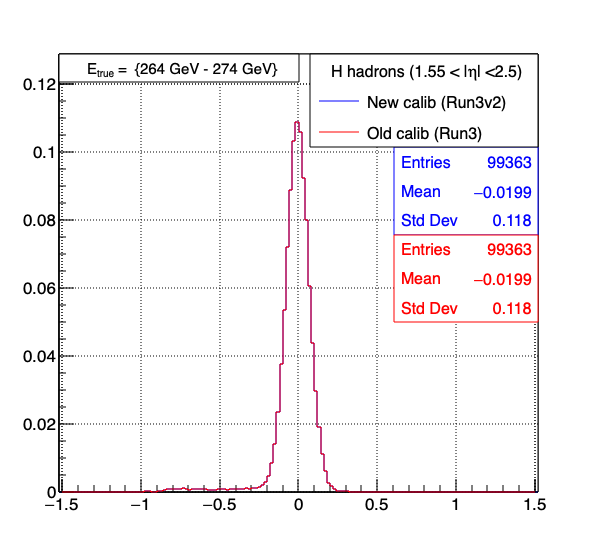 E_true = {264 GeV - 274 GeV}
H hadrons (1.55 < |η| <2.5)
New calib (Run3v2)
Old calib (Run3)
Entries 99363
Mean −0.0199
Std Dev 0.118
Entries 99363
Mean −0.0199
Std Dev 0.118
0.12
0.1
0.08
0.06
0.04
0.02
0
−1.5 −1 −0.5 0 0.5 1 1.5